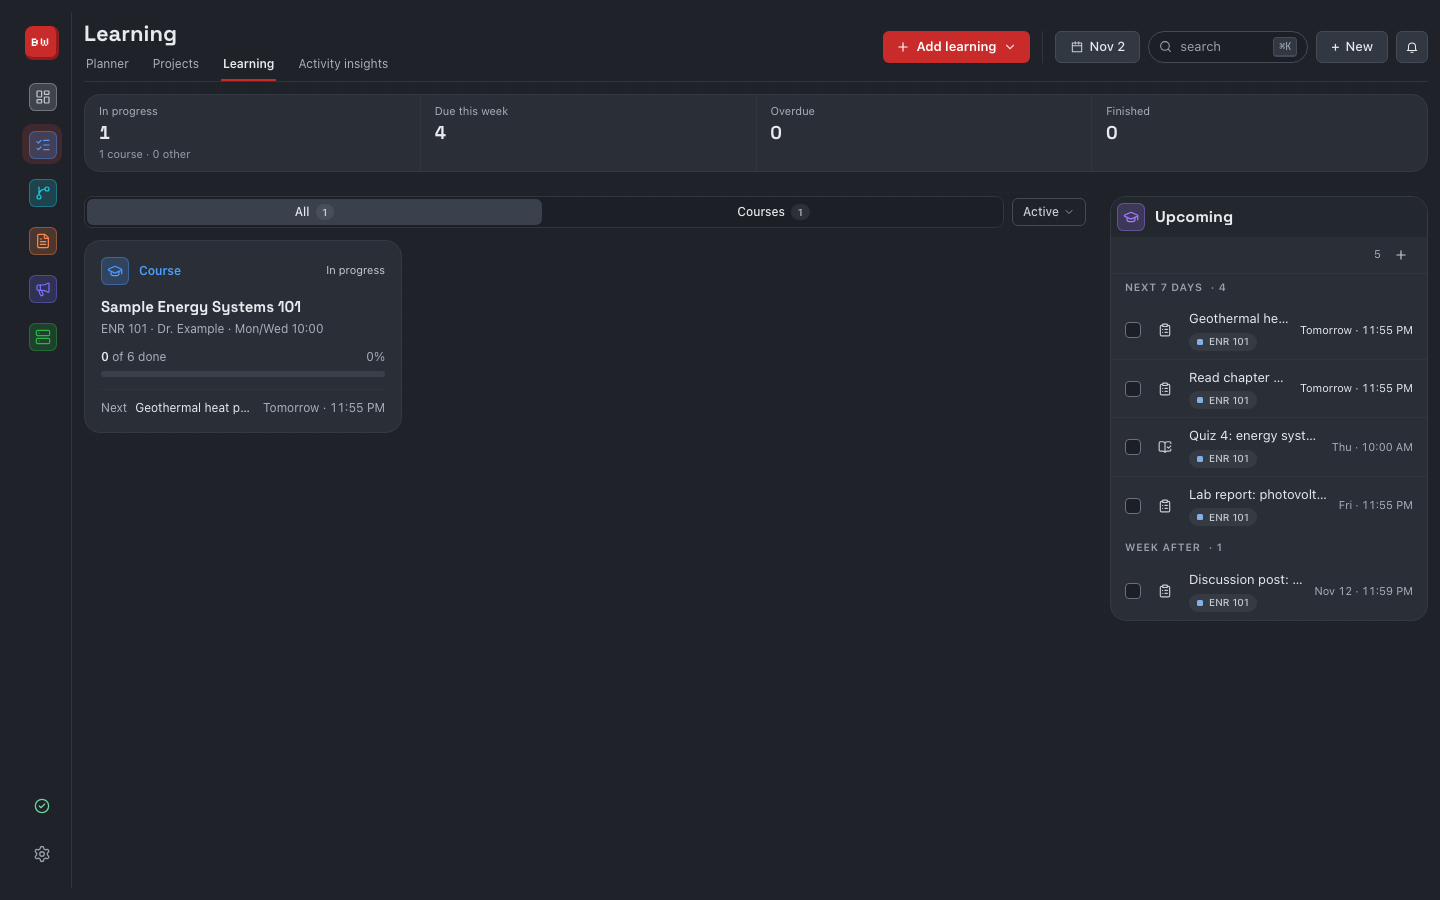 BW
Learning
Planner Projects Learning Activity insights
+ Add learning
Nov 2
search ⌘K
+ New
In progress
1
1 course · 0 other
Due this week
4
Overdue
0
Finished
0
All 1
Courses 1
Active
Course In progress
Sample Energy Systems 101
ENR 101 · Dr. Example · Mon/Wed 10:00
0 of 6 done 0%
Next Geothermal heat p... Tomorrow · 11:55 PM
Upcoming
5 +
NEXT 7 DAYS · 4
Geothermal he... Tomorrow · 11:55 PM
ENR 101
Read chapter ... Tomorrow · 11:55 PM
ENR 101
Quiz 4: energy syst... Thu · 10:00 AM
ENR 101
Lab report: photovolt... Fri · 11:55 PM
ENR 101
WEEK AFTER · 1
Discussion post: ... Nov 12 · 11:59 PM
ENR 101